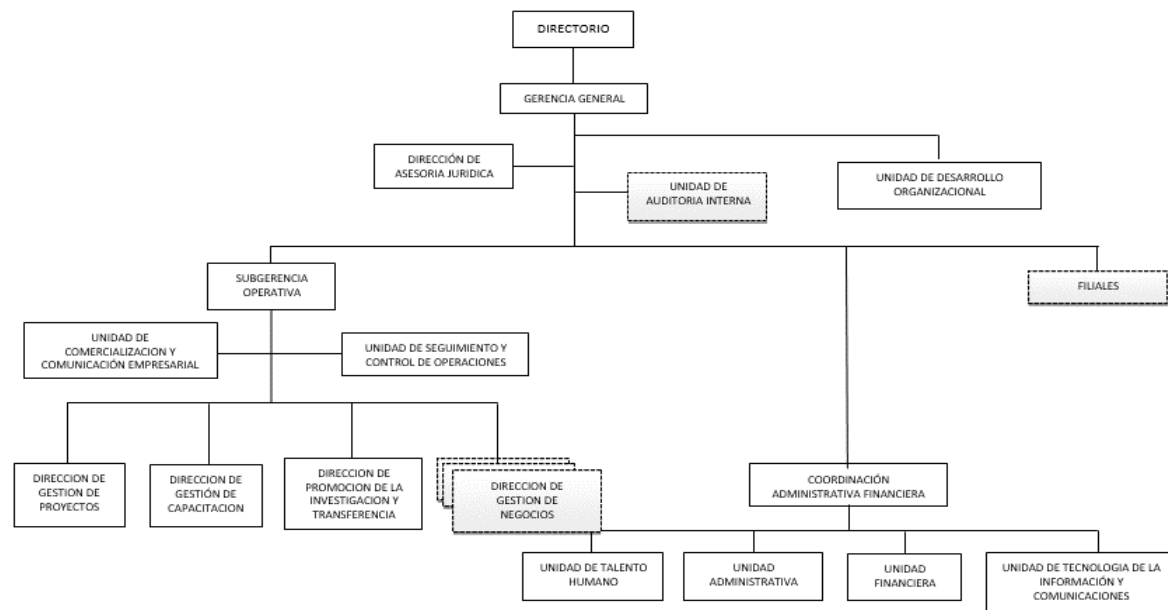 DIRECTORIO
GERENCIA GENERAL
DIRECCIÓN DE
ASESORIA JURIDICA
UNIDAD DE
AUDITORIA INTERNA
UNIDAD DE DESARROLLO
ORGANIZACIONAL
SUBGERENCIA
OPERATIVA
FILIALES
UNIDAD DE
COMERCIALIZACION Y
COMUNICACIÓN EMPRESARIAL
UNIDAD DE SEGUIMIENTO Y
CONTROL DE OPERACIONES
DIRECCION DE
GESTION DE
PROYECTOS
DIRECCION DE
GESTIÓN DE
CAPACITACION
DIRECCION DE
PROMOCION DE LA
INVESTIGACION Y
TRANSFERENCIA
DIRECCION DE
GESTION DE
NEGOCIOS
COORDINACIÓN
ADMINISTRATIVA FINANCIERA
UNIDAD DE TALENTO
HUMANO
UNIDAD
ADMINISTRATIVA
UNIDAD
FINANCIERA
UNIDAD DE TECNOLOGIA DE LA
INFORMACIÓN Y
COMUNICACIONES